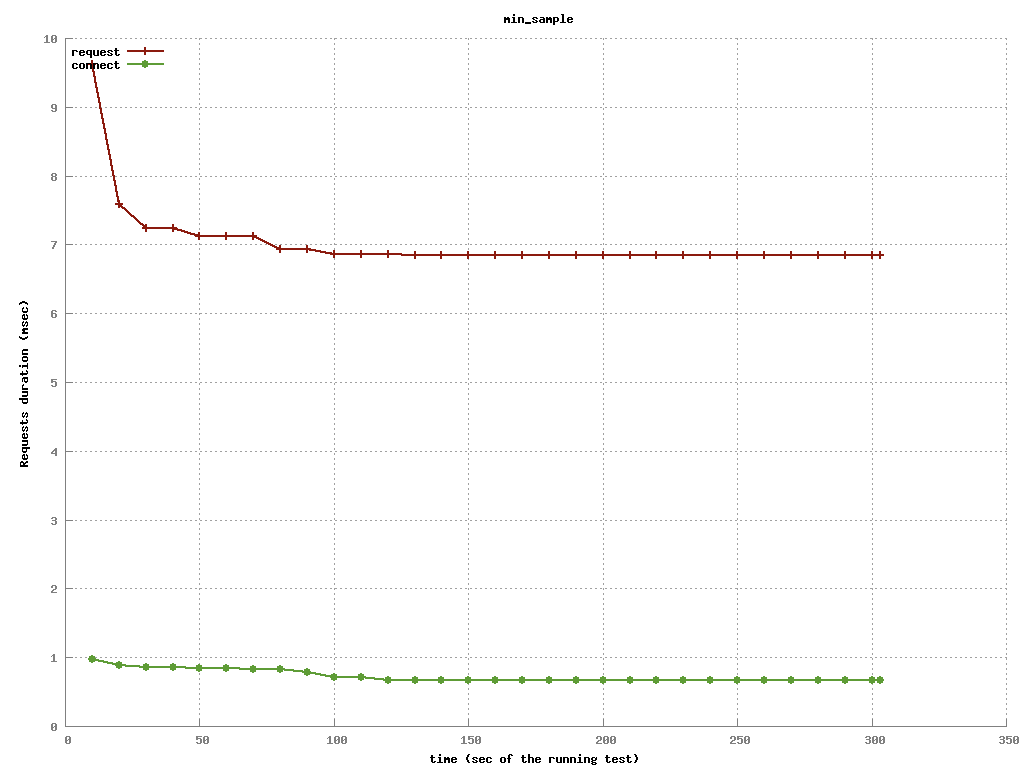 min_sample
request
connect
10
9
8
7
6
5
4
3
2
1
0
Requests duration (msec)
0 50 100 150 200 250 300 350
time (sec of the running test)